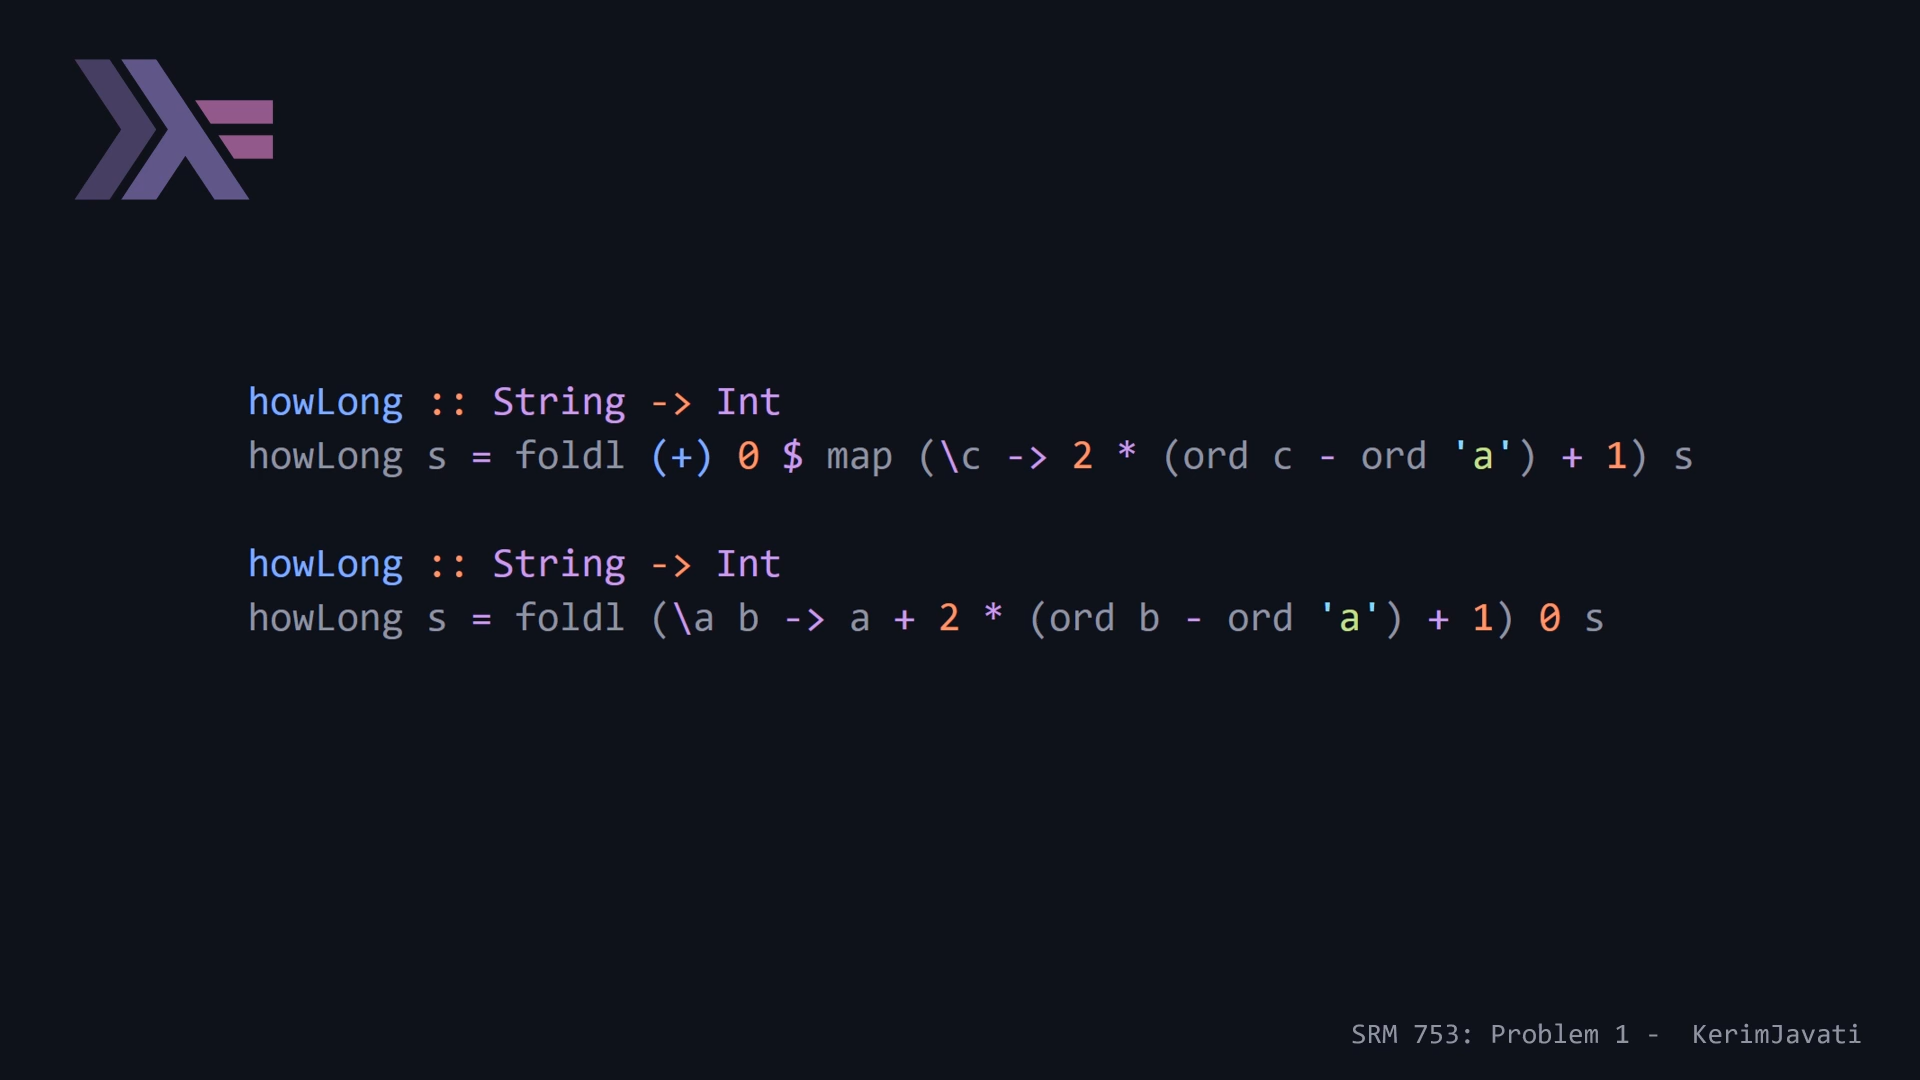 howLong :: String -> Int
howLong s = foldl (+) 0 $ map (\c -> 2 * (ord c - ord 'a') + 1) s
howLong :: String -> Int
howLong s = foldl (\a b -> a + 2 * (ord b - ord 'a') + 1) 0 s
SRM 753: Problem 1 - KerimJavati